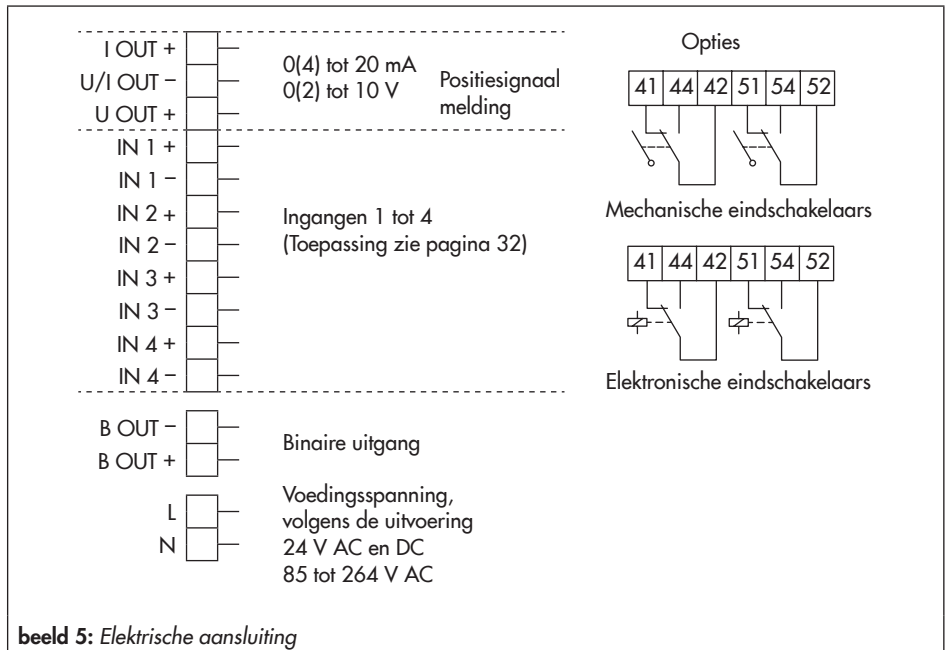 I OUT +
U/I OUT −
U OUT +
0(4) tot 20 mA
0(2) tot 10 V
Positiesignaal
melding
IN 1 +
IN 1 −
IN 2 +
IN 2 −
IN 3 +
IN 3 −
IN 4 +
IN 4 −
Ingangen 1 tot 4
(Toepassing zie pagina 32)
B OUT −
B OUT +
Binaire uitgang
L
N
Voedingsspanning,
volgens de uitvoering
24 V AC en DC
85 tot 264 V AC
Opties
41 44 42 51 54 52
Mechanische eindschakelaars
41 44 42 51 54 52
Elektronische eindschakelaars
beeld 5: Elektrische aansluiting